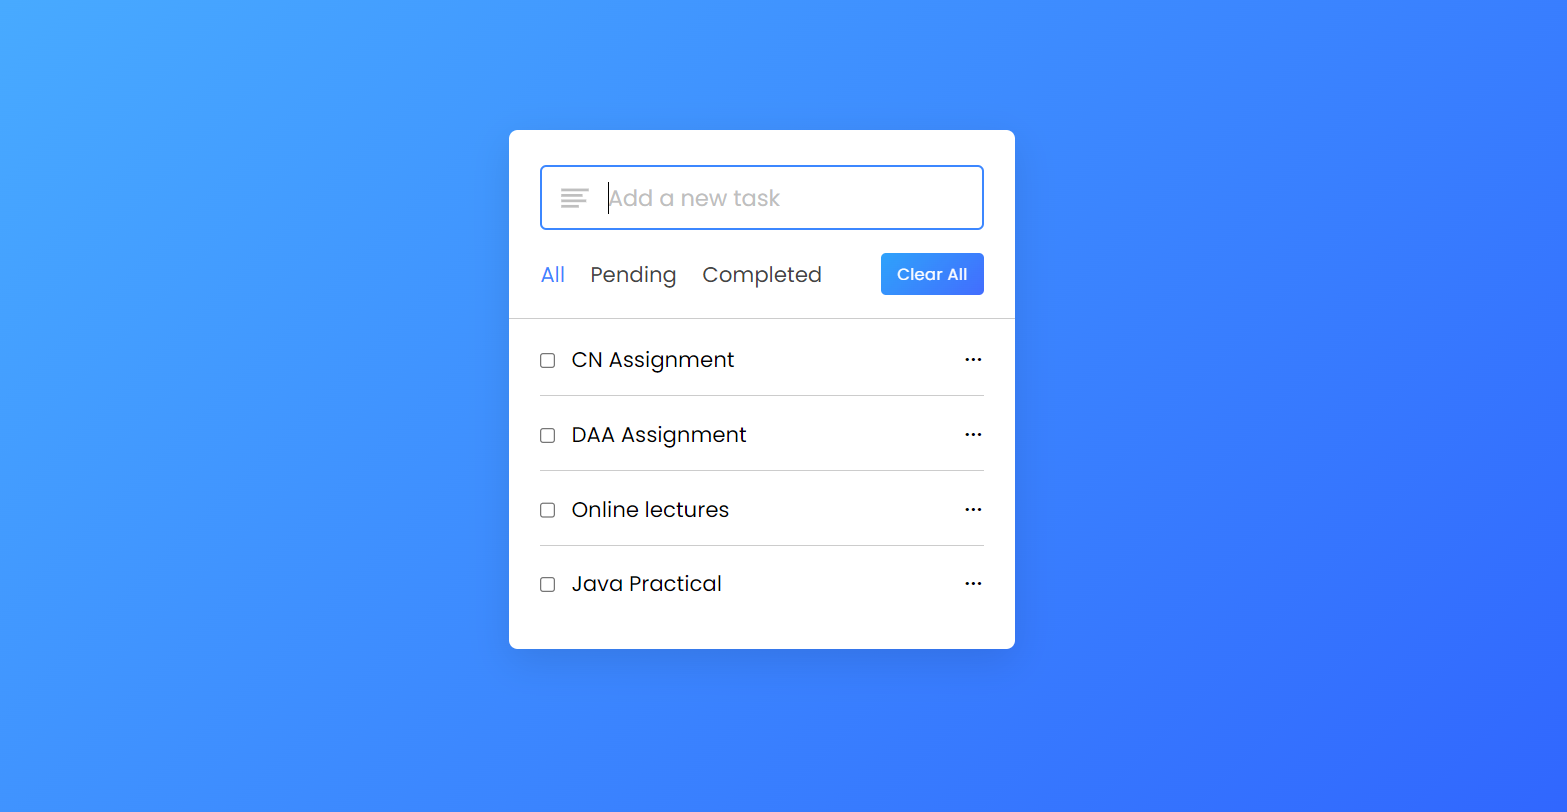 Add a new task
All Pending Completed Clear All
CN Assignment
DAA Assignment
Online lectures
Java Practical